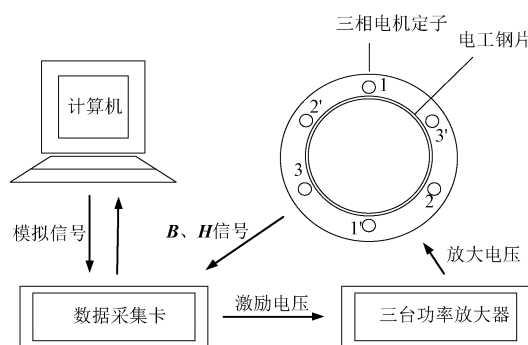 三相电机定子
电工钢片
计算机
1
2'
3'
3
2
1'
模拟信号
B、H信号
放大电压
数据采集卡
激励电压
三台功率放大器